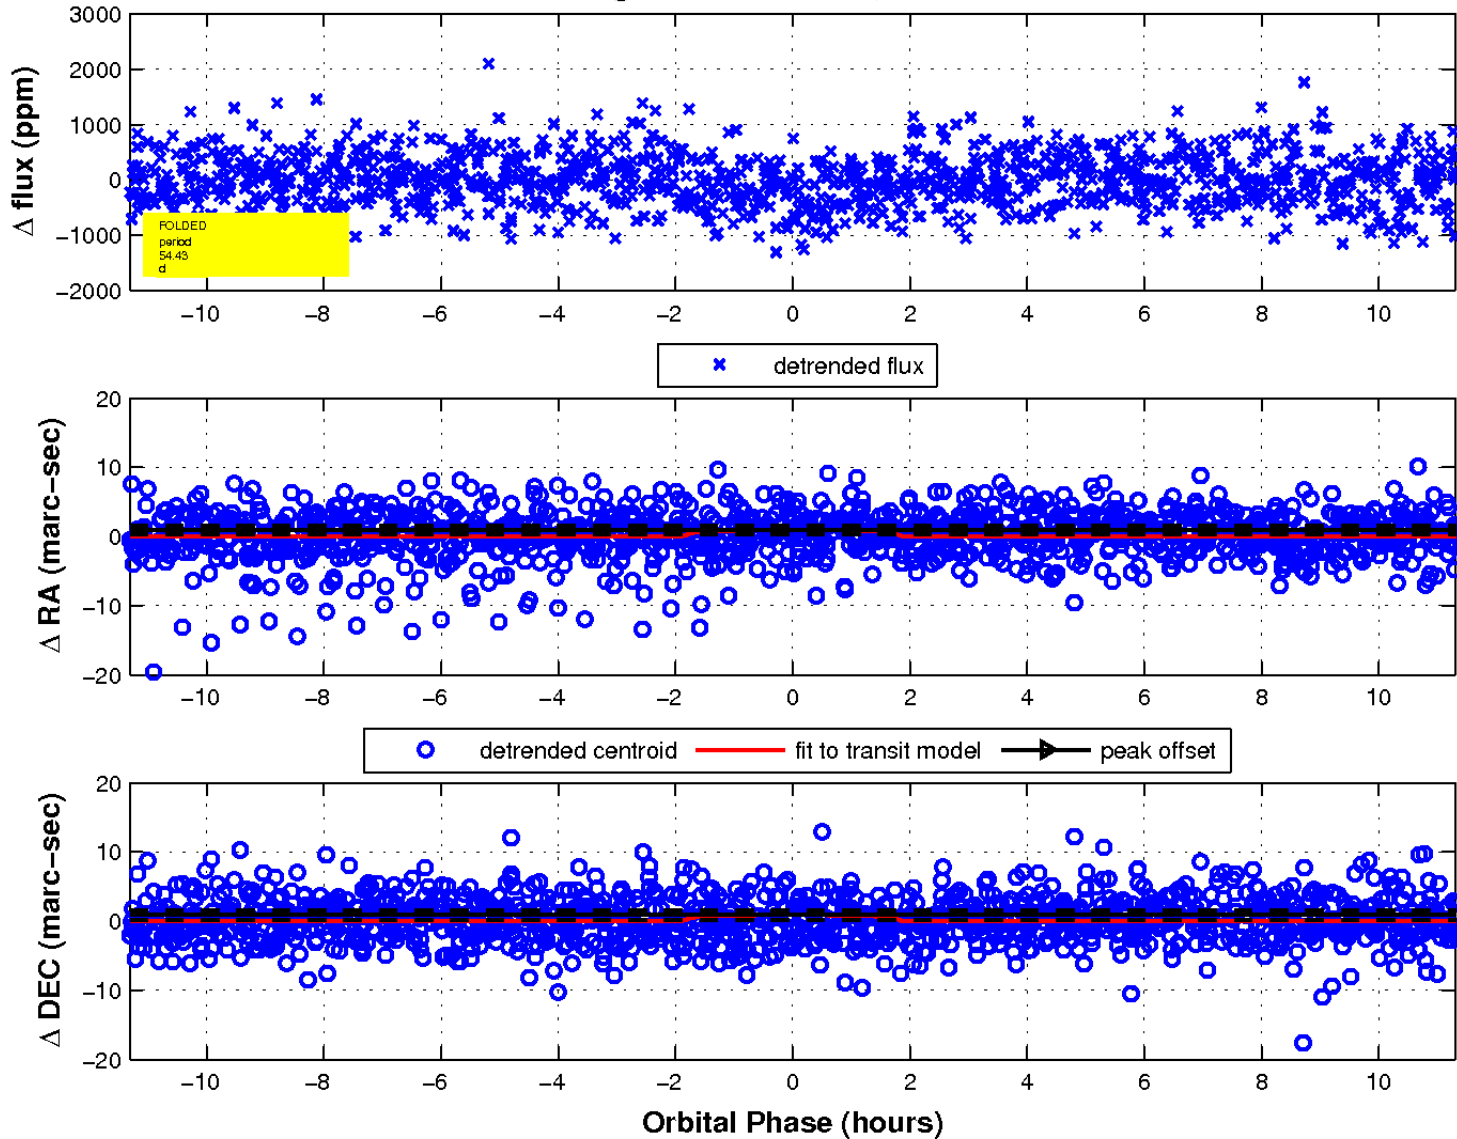 3000
2000
1000
0
−1000
−2000
Δ flux (ppm)
FOLDED
period
54.43
d
−10 −8 −6 −4 −2 0 2 4 6 8 10
detrended flux
20
10
0
−10
−20
Δ RA (marc−sec)
−10 −8 −6 −4 −2 0 2 4 6 8 10
detrended centroid fit to transit model peak offset
20
10
0
−10
−20
Δ DEC (marc−sec)
−10 −8 −6 −4 −2 0 2 4 6 8 10
Orbital Phase (hours)